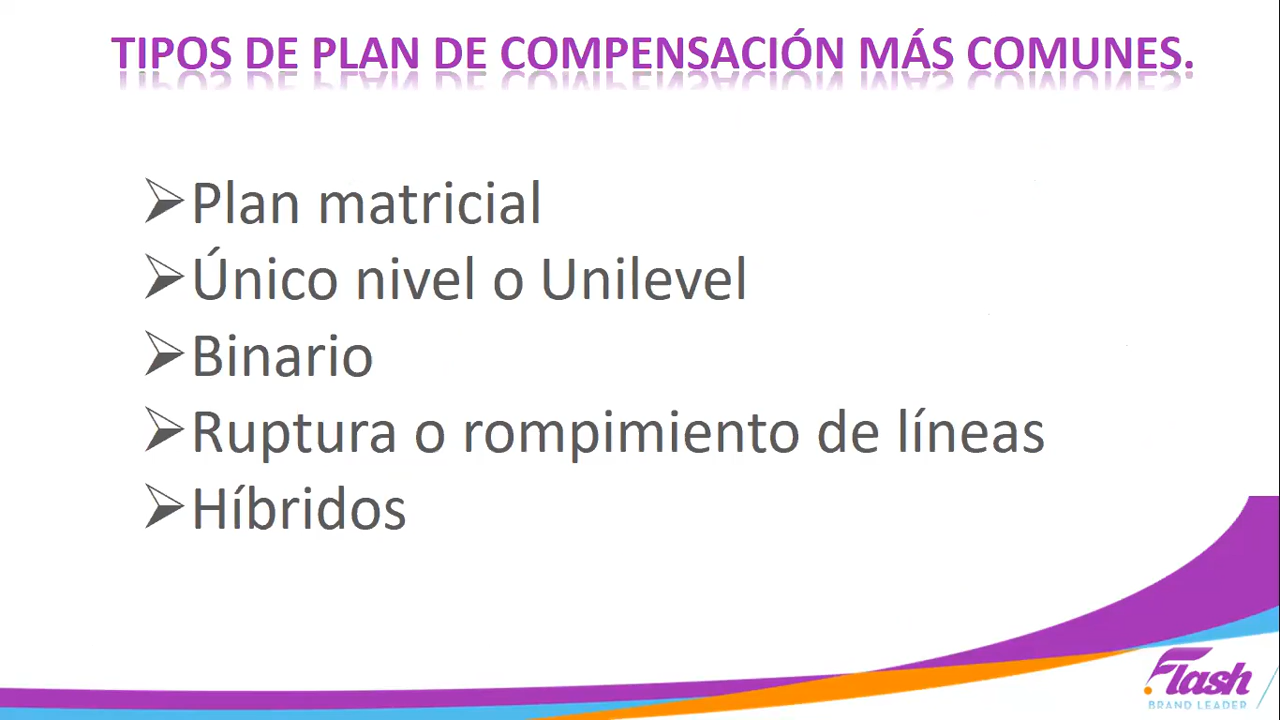 TIPOS DE PLAN DE COMPENSACIÓN MÁS COMUNES.
Plan matricial
Único nivel o Unilevel
Binario
Ruptura o rompimiento de líneas
Híbridos
Flash
BRAND LEADER